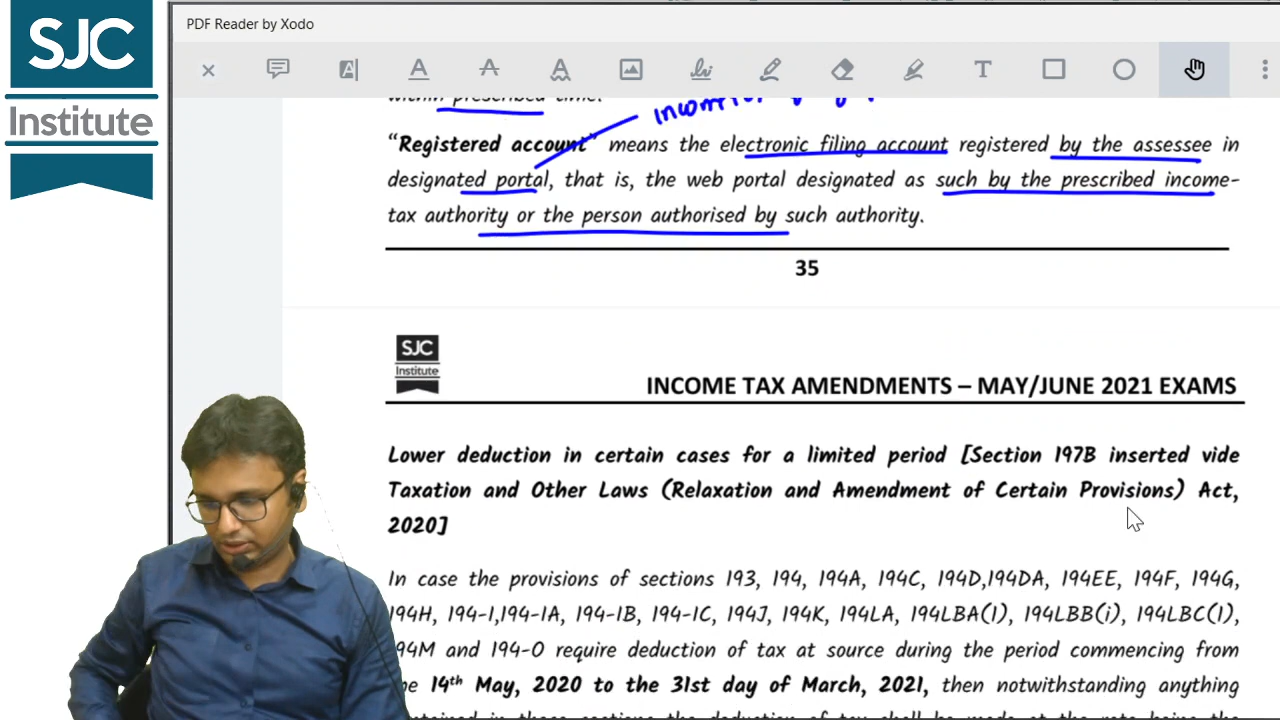 SJC
Institute
PDF Reader by Xodo
within prescribed time.
"Registered account" means the electronic filing account registered by the assessee in
designated portal, that is, the web portal designated as such by the prescribed income-
tax authority or the person authorised by such authority.
35
SJC
Institute
INCOME TAX AMENDMENTS – MAY/JUNE 2021 EXAMS
Lower deduction in certain cases for a limited period [Section 197B inserted vide
Taxation and Other Laws (Relaxation and Amendment of Certain Provisions) Act,
2020]
In case the provisions of sections 193, 194, 194A, 194C, 194D,194DA, 194EE, 194F, 194G,
194H, 194-I,194-IA, 194-IB, 194-IC, 194J, 194K, 194LA, 194LBA(1), 194LBB(i), 194LBC(1),
94M and 194-O require deduction of tax at source during the period commencing from
14th May, 2020 to the 31st day of March, 2021, then notwithstanding anything